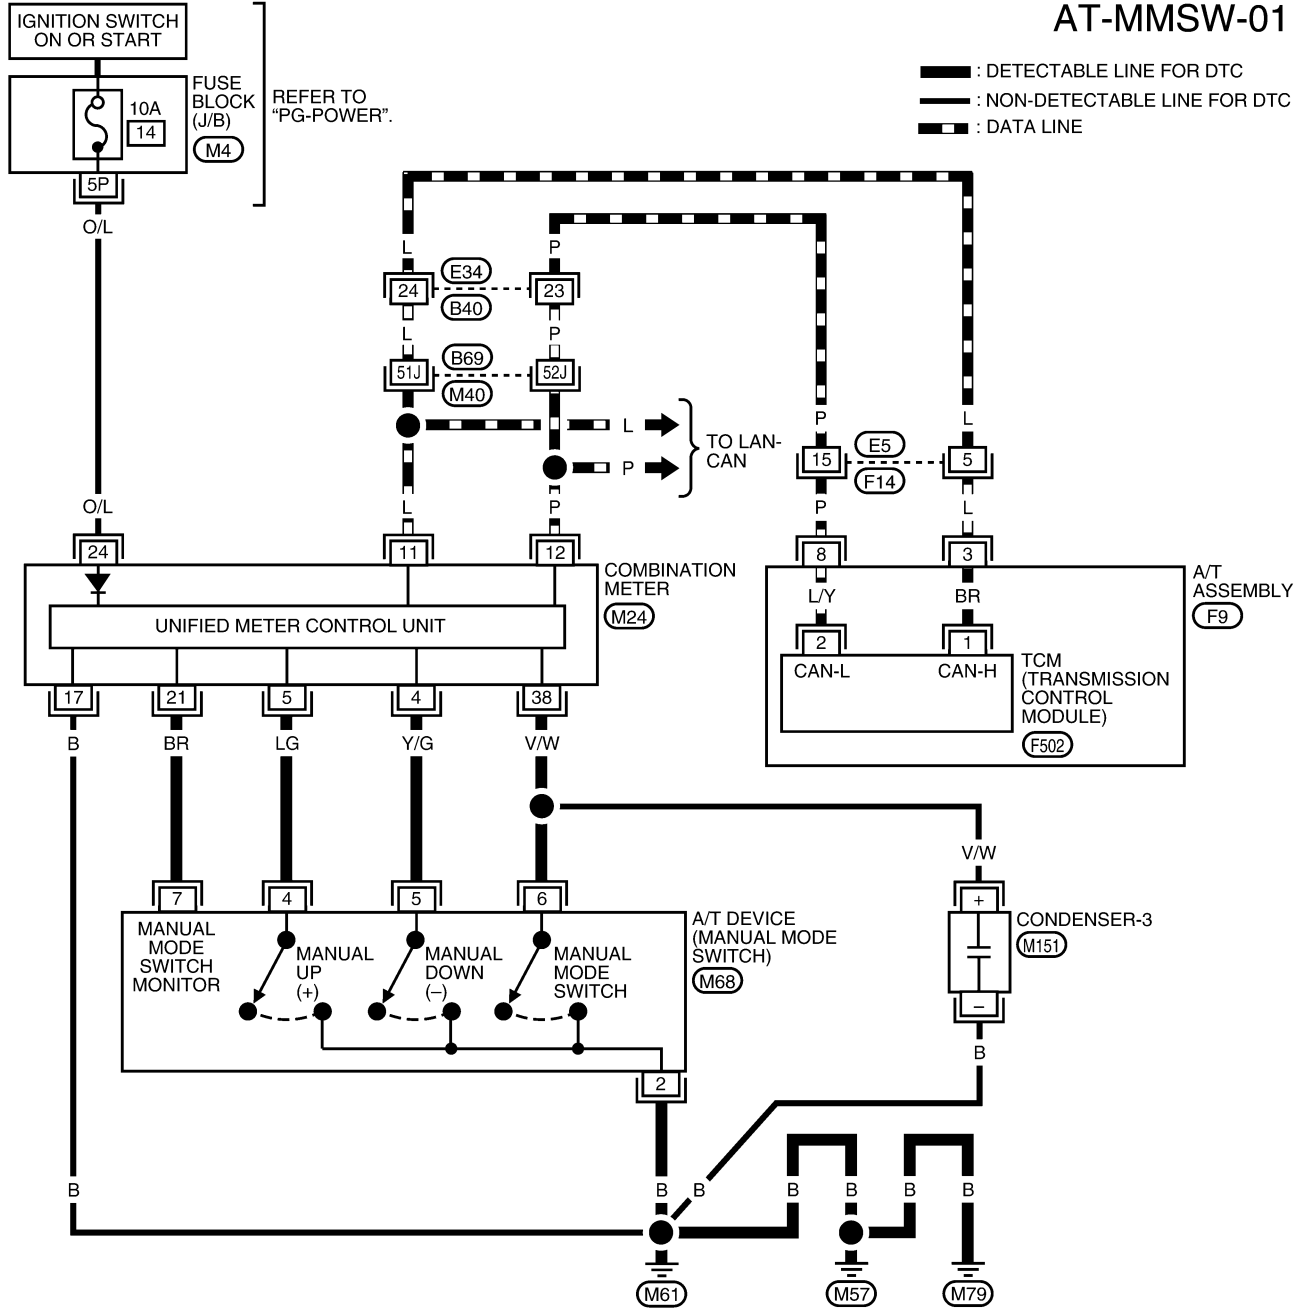 AT-MMSW-01
IGNITION SWITCH
ON OR START
FUSE
BLOCK
(J/B)
M4
10A
14
5P
REFER TO
“PG-POWER”.
: DETECTABLE LINE FOR DTC
: NON-DETECTABLE LINE FOR DTC
: DATA LINE
O/L
L
P
E34
24
23
B40
L
P
B69
51J
52J
M40
L
P
TO LAN-
CAN
P
L
E5
15
5
F14
O/L
L
P
P
L
24
11
12
8
3
COMBINATION
METER
M24
UNIFIED METER CONTROL UNIT
A/T
ASSEMBLY
F9
L/Y
BR
2
1
CAN-L
CAN-H
TCM
(TRANSMISSION
CONTROL
MODULE)
F502
17
21
5
4
38
B
BR
LG
Y/G
V/W
V/W
7
4
5
6
+
CONDENSER-3
M151
–
MANUAL
MODE
SWITCH
MONITOR
MANUAL
UP
(+)
MANUAL
DOWN
(–)
MANUAL
MODE
SWITCH
A/T DEVICE
(MANUAL MODE
SWITCH)
M68
B
2
B
B
B
B
B
B
B
M61
M57
M79